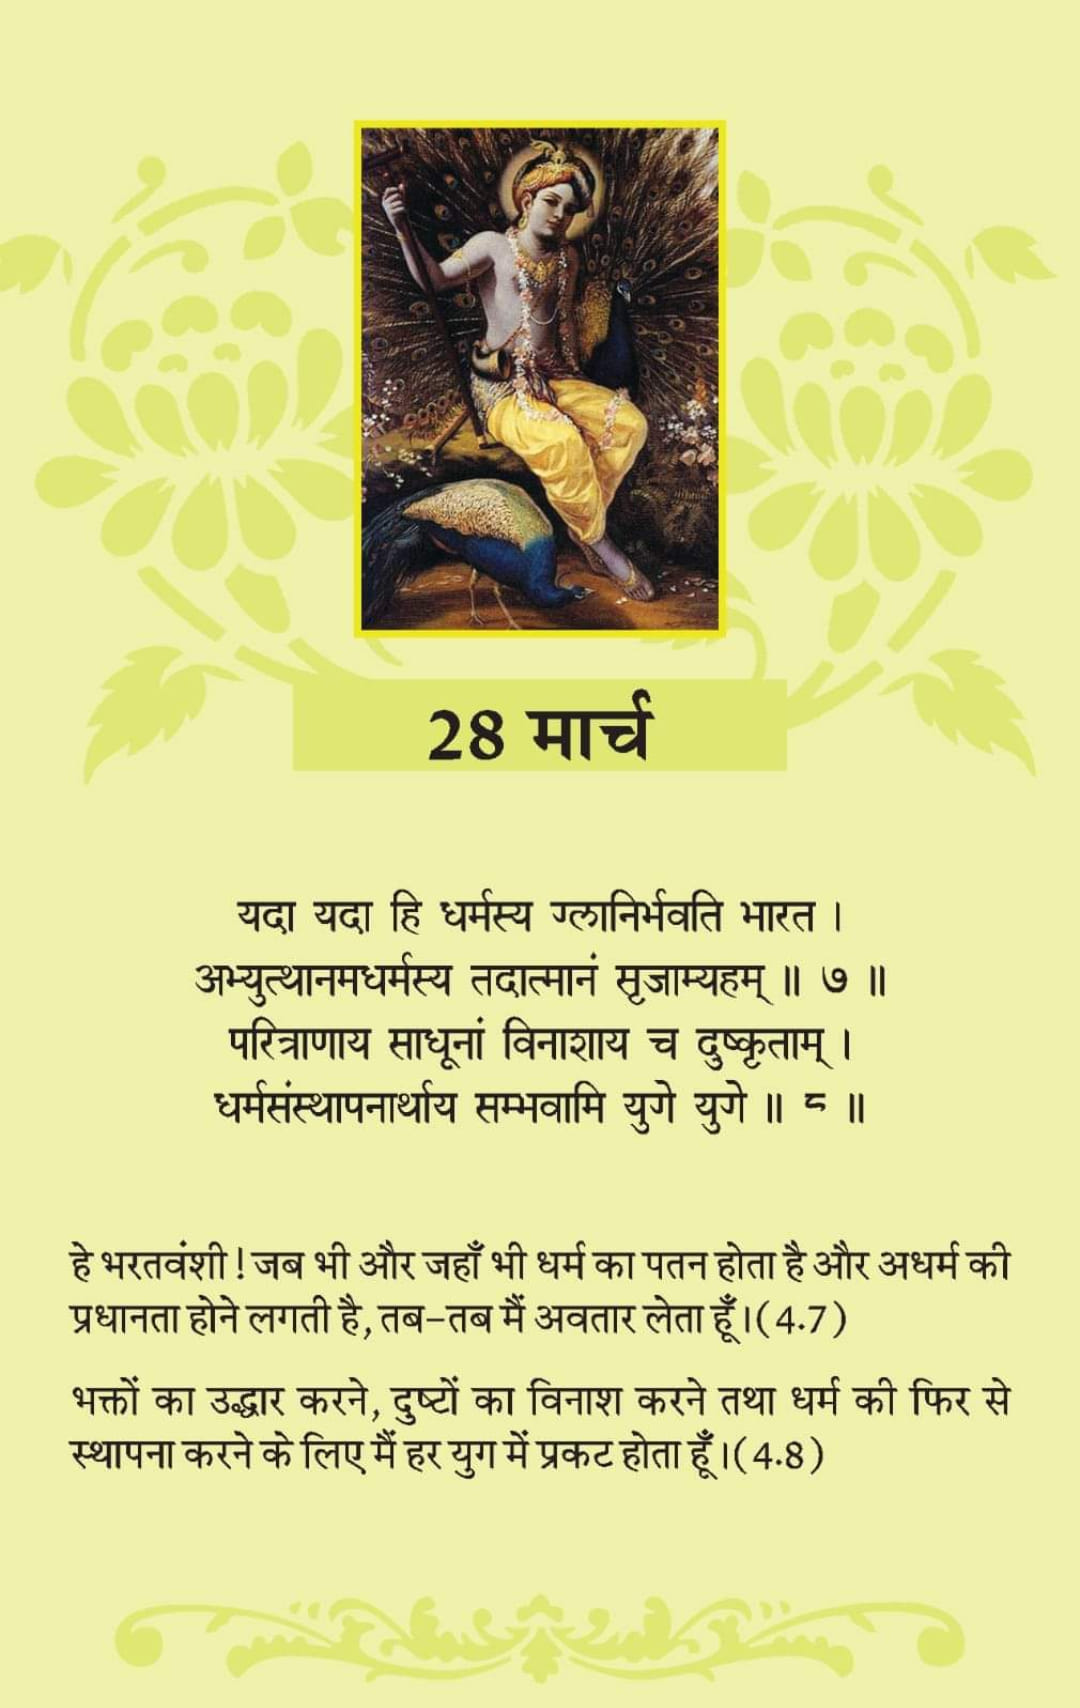 28 मार्च
यदा यदा हि धर्मस्य ग्लानिर्भवति भारत ।
अभ्युत्थानमधर्मस्य तदात्मानं सृजाम्यहम् ॥ ७ ॥
परित्राणाय साधूनां विनाशाय च दुष्कृताम् ।
धर्मसंस्थापनार्थाय सम्भवामि युगे युगे ॥ ८ ॥
हे भरतवंशी ! जब भी और जहाँ भी धर्म का पतन होता है और अधर्म की
प्रधानता होने लगती है, तब–तब मैं अवतार लेता हूँ ।( 4.7 )
भक्तों का उद्धार करने, दुष्टों का विनाश करने तथा धर्म की फिर से
स्थापना करने के लिए मैं हर युग में प्रकट होता हूँ ।( 4.8 )